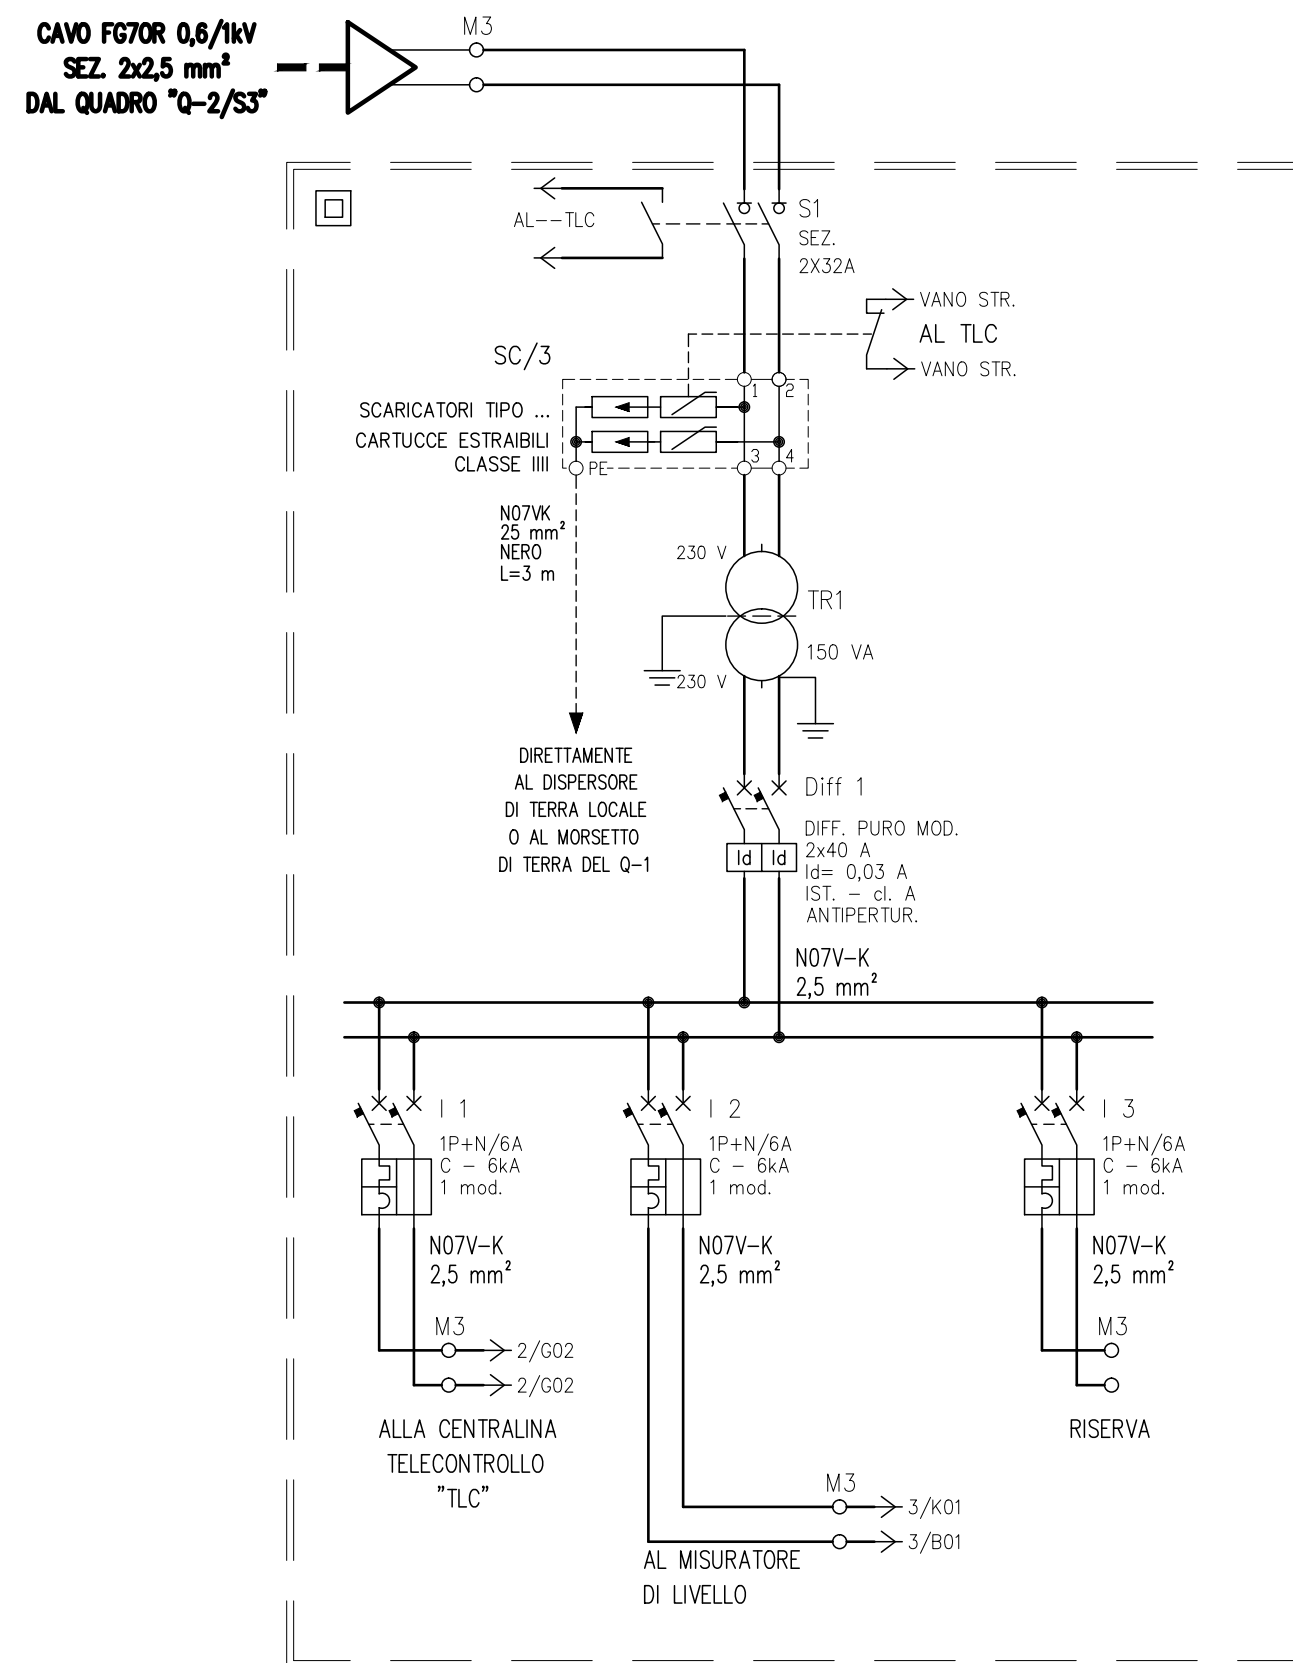 CAVO FG7OR 0,6/1kV
SEZ. 2x2,5 mm²
DAL QUADRO "Q-2/S3"
M3
AL--TLC
S1
SEZ.
2X32A
VANO STR.
AL TLC
VANO STR.
SC/3
1
2
SCARICATORI TIPO ...
CARTUCCE ESTRAIBILI
CLASSE IIII
PE
3
4
N07VK
25 mm²
NERO
L=3 m
230 V
TR1
150 VA
230 V
DIRETTAMENTE
AL DISPERSORE
DI TERRA LOCALE
O AL MORSETTO
DI TERRA DEL Q-1
Diff 1
DIFF. PURO MOD.
2x40 A
Id= 0,03 A
IST. - cl. A
ANTIPERTUR.
Id
Id
N07V-K
2,5 mm²
I 1
1P+N/6A
C - 6kA
1 mod.
I 2
1P+N/6A
C - 6kA
1 mod.
I 3
1P+N/6A
C - 6kA
1 mod.
N07V-K
2,5 mm²
N07V-K
2,5 mm²
N07V-K
2,5 mm²
M3
2/G02
2/G02
ALLA CENTRALINA
TELECONTROLLO
"TLC"
M3
RISERVA
M3
3/K01
3/B01
AL MISURATORE
DI LIVELLO